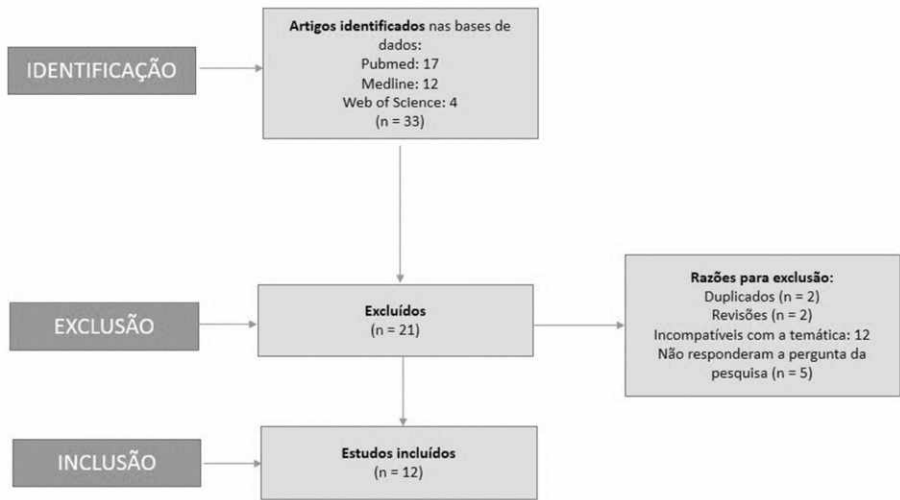 IDENTIFICAÇÃO
Artigos identificados nas bases de
dados:
Pubmed: 17
Medline: 12
Web of Science: 4
(n = 33)
EXCLUSÃO
Excluídos
(n = 21)
Razões para exclusão:
Duplicados (n = 2)
Revisões (n = 2)
Incompatíveis com a temática: 12
Não responderam a pergunta da
pesquisa (n = 5)
INCLUSÃO
Estudos incluídos
(n = 12)